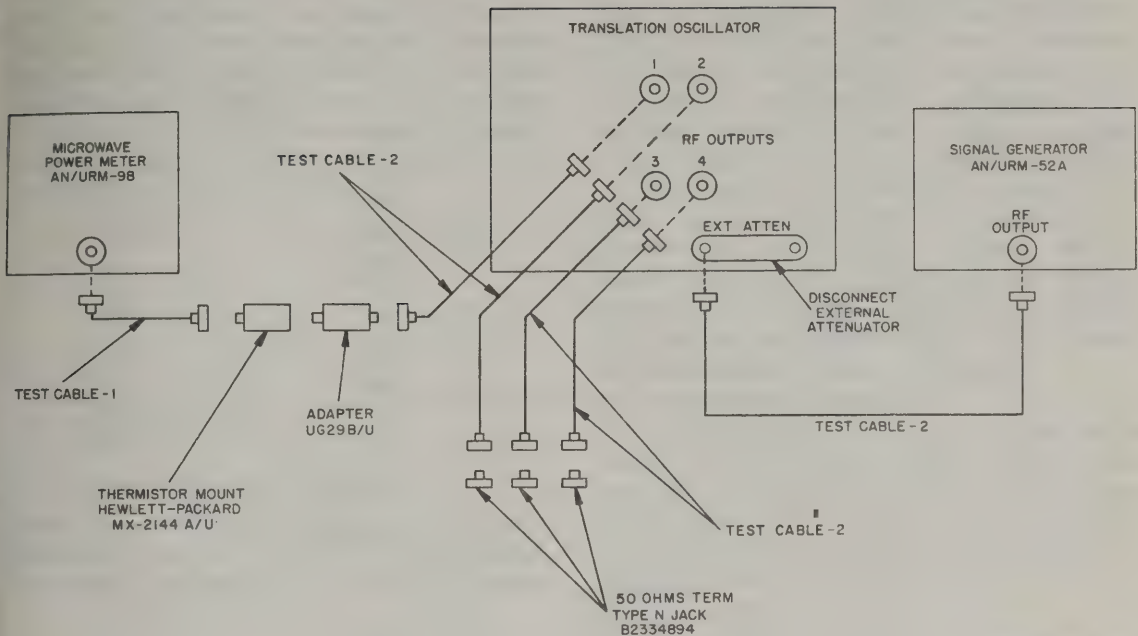 TRANSLATION OSCILLATOR
1
2
RF OUTPUTS
3
4
EXT ATTEN
DISCONNECT
EXTERNAL
ATTENUATOR
MICROWAVE
POWER METER
AN/URM-98
TEST CABLE-2
SIGNAL GENERATOR
AN/URM-52A
RF
OUTPUT
TEST CABLE-1
ADAPTER
UG29B/U
THERMISTOR MOUNT
HEWLETT-PACKARD
MX-2144 A/U
TEST CABLE-2
TEST CABLE-2
50 OHMS TERM
TYPE N JACK
B2334894